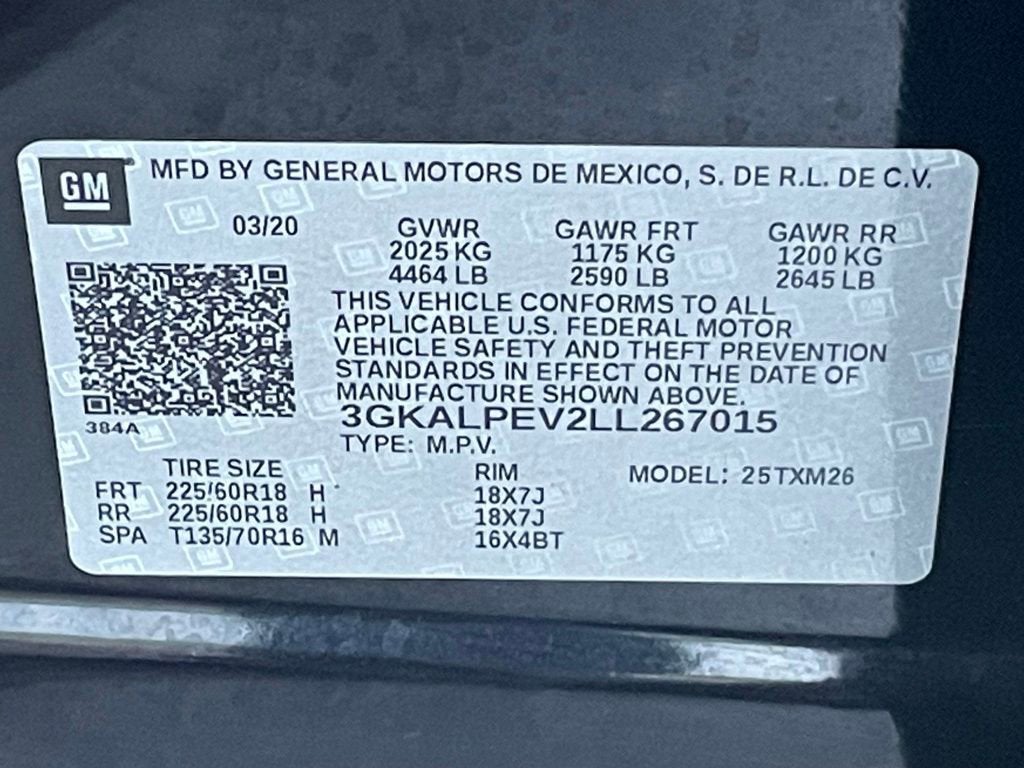 GM MFD BY GENERAL MOTORS DE MEXICO, S. DE R.L. DE C.V.
03/20 GVWR GAWR FRT GAWR RR
2025 KG 1175 KG 1200 KG
4464 LB 2590 LB 2645 LB
THIS VEHICLE CONFORMS TO ALL
APPLICABLE U.S. FEDERAL MOTOR
VEHICLE SAFETY AND THEFT PREVENTION
STANDARDS IN EFFECT ON THE DATE OF
MANUFACTURE SHOWN ABOVE.
384A 3GKALPEV2LL267015
TYPE: M.P.V.
TIRE SIZE RIM MODEL: 25TXM26
FRT 225/60R18 H 18X7J
RR 225/60R18 H 18X7J
SPA T135/70R16 M 16X4BT